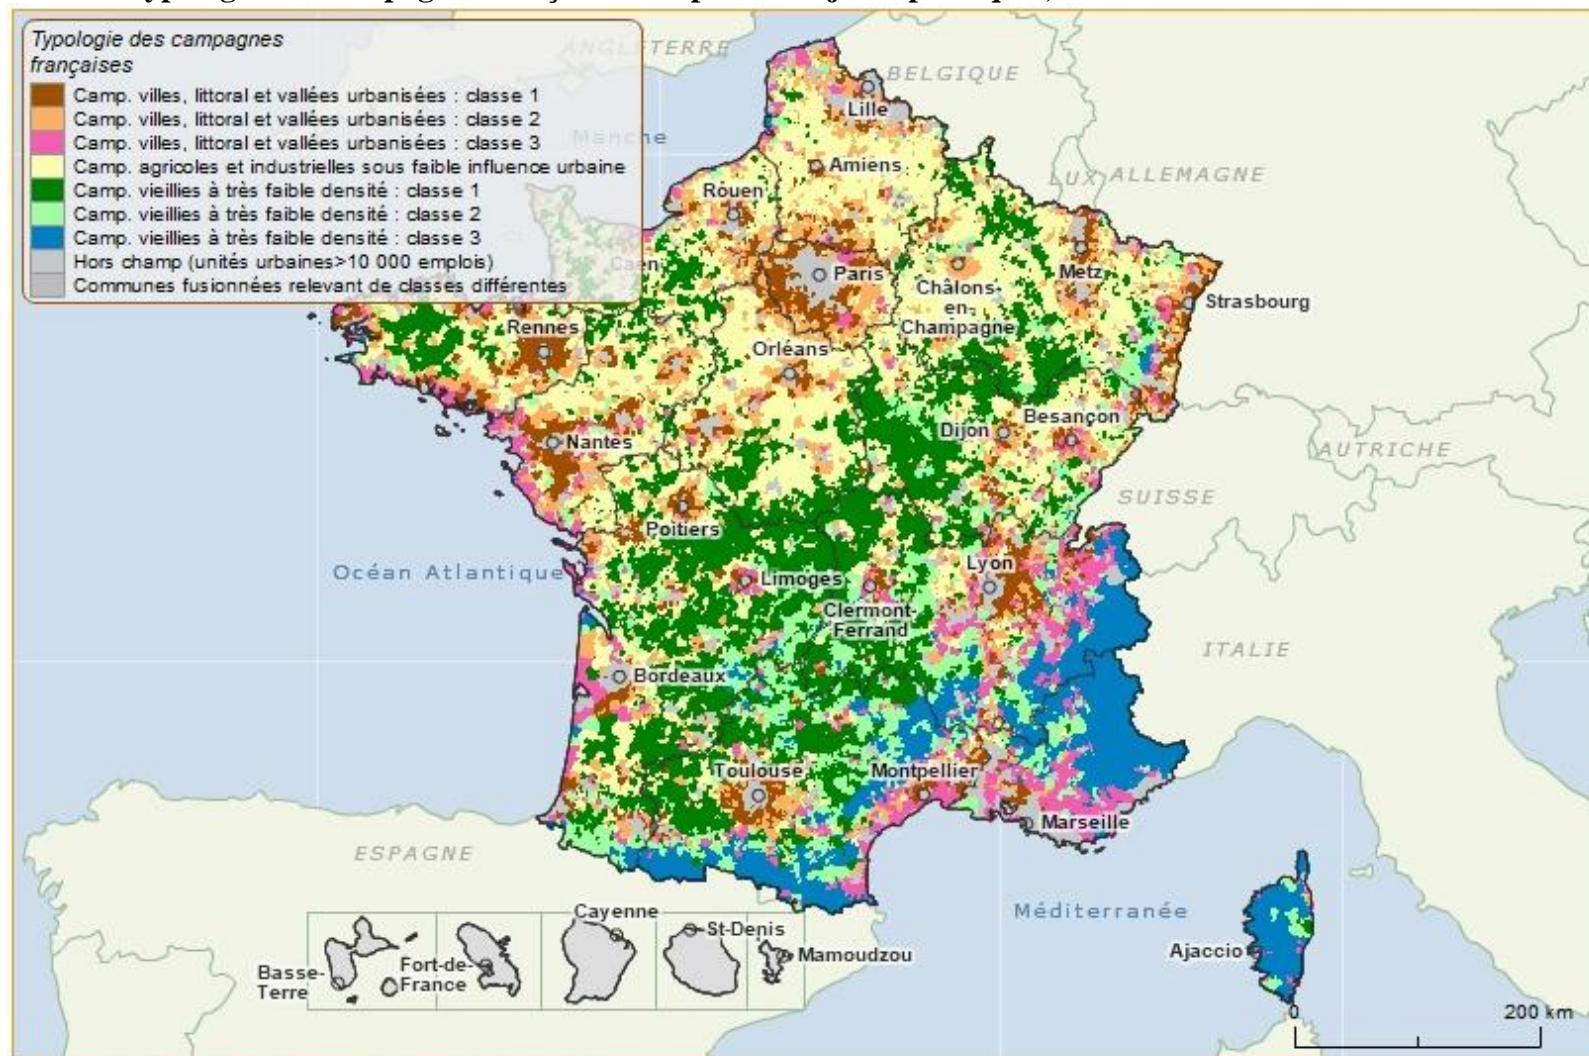 Typologie des campagnes
françaises
Camp. villes, littoral et vallées urbanisées : classe 1
Camp. villes, littoral et vallées urbanisées : classe 2
Camp. villes, littoral et vallées urbanisées : classe 3
Camp. agricoles et industrielles sous faible influence urbaine
Camp. vieillies à très faible densité : classe 1
Camp. vieillies à très faible densité : classe 2
Camp. vieillies à très faible densité : classe 3
Hors champ (unités urbaines>10 000 emplois)
Communes fusionnées relevant de classes différentes
ANGLETERRE
BELGIQUE
Lille
Manche
Amiens
LUX
ALLEMAGNE
Rouen
Caen
Paris
Metz
Châlons-
en-
Champagne
Strasbourg
Rennes
Orléans
Nantes
Dijon
Besançon
AUTRICHE
SUISSE
Poitiers
Océan Atlantique
Limoges
Lyon
Clermont-
Ferrand
ITALIE
Bordeaux
Toulouse
Montpellier
Marseille
ESPAGNE
Méditerranée
Ajaccio
Basse-
Terre
Fort-de-
France
Cayenne
St-Denis
Mamoudzou
0
200 km